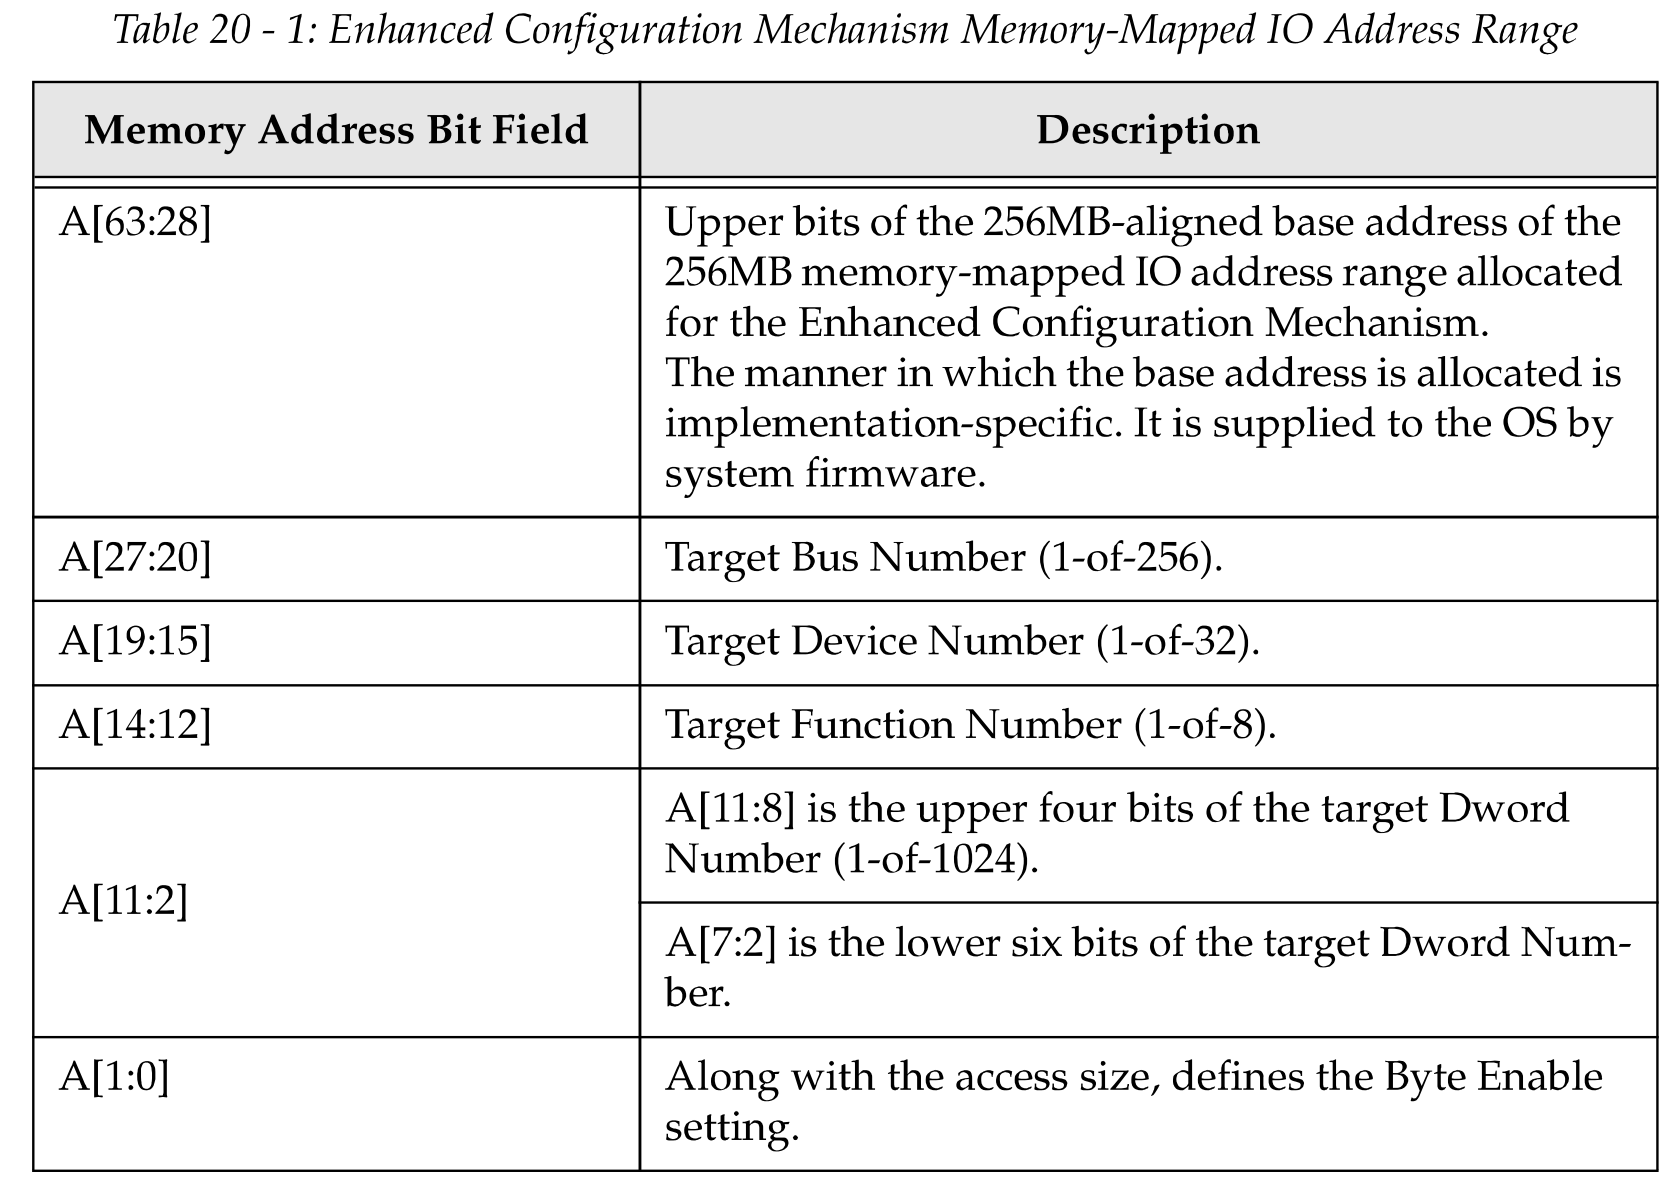 Table 20 - 1: Enhanced Configuration Mechanism Memory-Mapped IO Address Range
Memory Address Bit Field
Description
A[63:28]
Upper bits of the 256MB-aligned base address of the
256MB memory-mapped IO address range allocated
for the Enhanced Configuration Mechanism.
The manner in which the base address is allocated is
implementation-specific. It is supplied to the OS by
system firmware.
A[27:20]
Target Bus Number (1-of-256).
A[19:15]
Target Device Number (1-of-32).
A[14:12]
Target Function Number (1-of-8).
A[11:2]
A[11:8] is the upper four bits of the target Dword
Number (1-of-1024).
A[7:2] is the lower six bits of the target Dword Num-
ber.
A[1:0]
Along with the access size, defines the Byte Enable
setting.